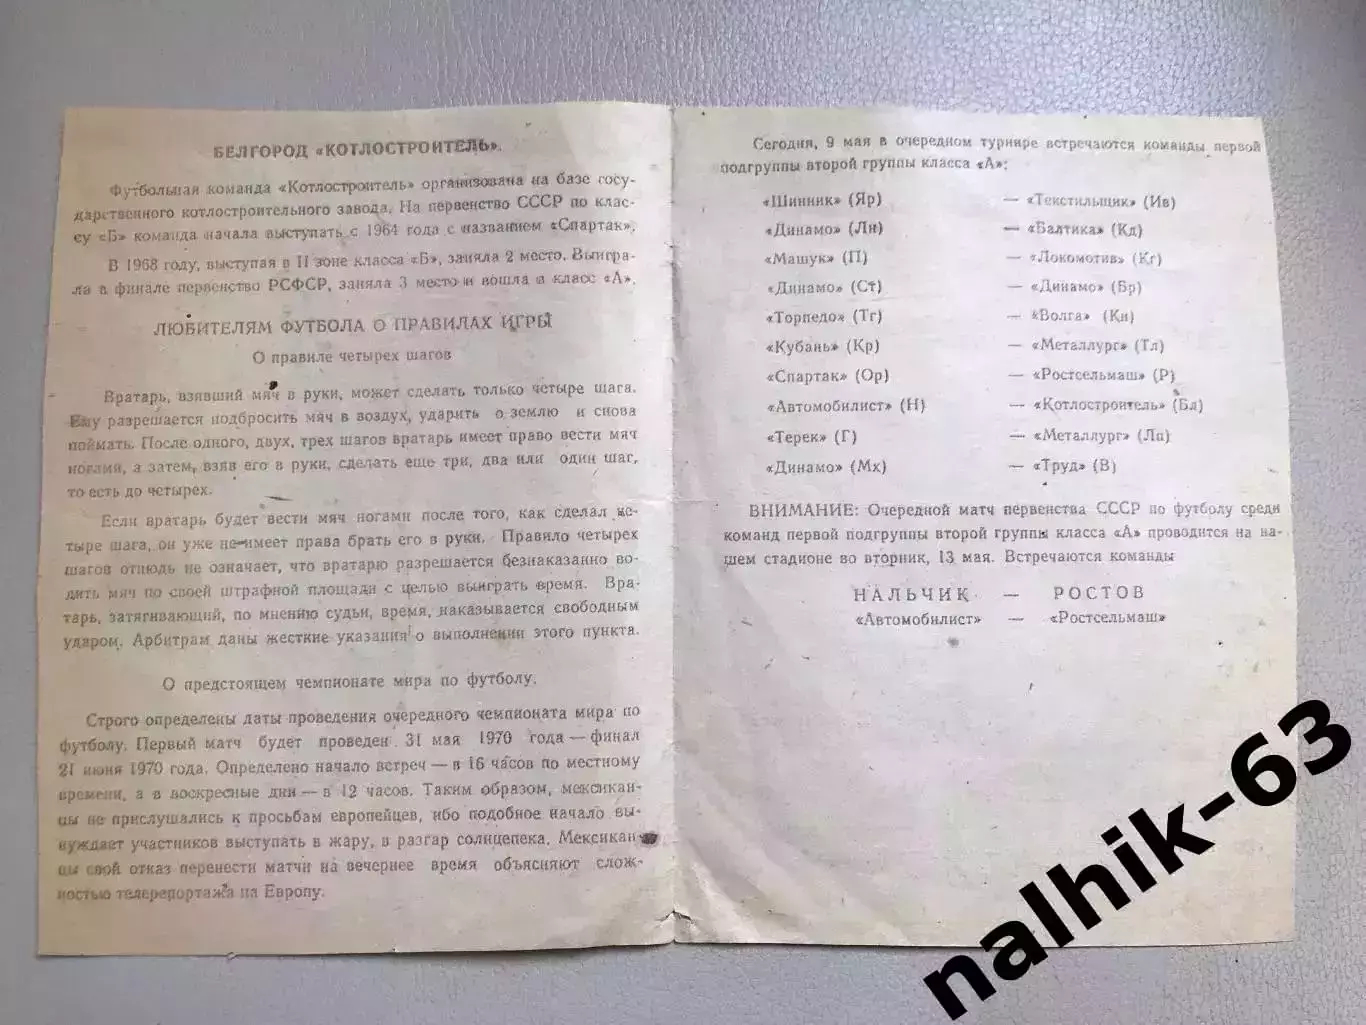 БЕЛГОРОД «КОТЛОСТРОИТЕЛЬ».
Футбольная команда «Котлостроитель» организована на базе госу-
дарственного котлостроительного завода. На первенство СССР по клас-
су «Б» команда начала выступать с 1964 года с названием «Спартак».
В 1968 году, выступая в II зоне класса «Б», заняла 2 место. Выигра-
ла в финале первенство РСФСР, заняла 3 место и вошла в класс «А».
ЛЮБИТЕЛЯМ ФУТБОЛА О ПРАВИЛАХ ИГРЫ
О правиле четырех шагов
Вратарь, взявший мяч в руки, может сделать только четыре шага.
Ему разрешается подбросить мяч в воздух, ударить о землю и снова
поймать. После одного, двух, трех шагов вратарь имеет право вести мяч
ногами, а затем, взяв его в руки, сделать еще три, два или один шаг,
то есть до четырех.
Если вратарь будет вести мяч ногами после того, как сделал че-
тыре шага, он уже не имеет права брать его в руки. Правило четырех
шагов отнюдь не означает, что вратарю разрешается безнаказанно во-
дить мяч по своей штрафной площади с целью выиграть время. Вра-
тарь, затягивающий, по мнению судьи, время, наказывается свободным
ударом. Арбитрам даны жесткие указания о выполнении этого пункта.
О предстоящем чемпионате мира по футболу.
Строго определены даты проведения очередного чемпионата мира по
футболу. Первый матч будет проведен 31 мая 1970 года — финал
21 июня 1970 года. Определено начало встреч — в 16 часов по местному
времени, а в воскресные дни — в 12 часов. Таким образом, мексикан-
цы не прислушались к просьбам европейцев, ибо подобное начало вы-
нуждает участников выступать в жару, в разгар солнцепека. Мексикан-
цы свой отказ перенести матчи на вечернее время объясняют слож-
ностью телерепортажа на Европу.
Сегодня, 9 мая в очередном турнире встречаются команды первой
подгруппы второй группы класса «А»:
«Шинник» (Яр) — «Текстильщик» (Ив)
«Динамо» (Лн) — «Балтика» (Кд)
«Машук» (П) — «Локомотив» (Кг)
«Динамо» (Ст) — «Динамо» (Бр)
«Торпедо» (Тг) — «Волга» (Кн)
«Кубань» (Кр) — «Металлург» (Тл)
«Спартак» (Ор) — «Ростсельмаш» (Р)
«Автомобилист» (Н) — «Котлостроитель» (Бл)
«Терек» (Г) — «Металлург» (Лп)
«Динамо» (Мх) — «Труд» (В)
ВНИМАНИЕ: Очередной матч первенства СССР по футболу среди
команд первой подгруппы второй группы класса «А» проводится на на-
шем стадионе во вторник, 13 мая. Встречаются команды
НАЛЬЧИК — РОСТОВ
«Автомобилист» — «Ростсельмаш»
nalhik-63